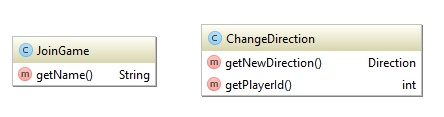 C JoinGame
m getName() String
C ChangeDirection
m getNewDirection() Direction
m getPlayerId() int